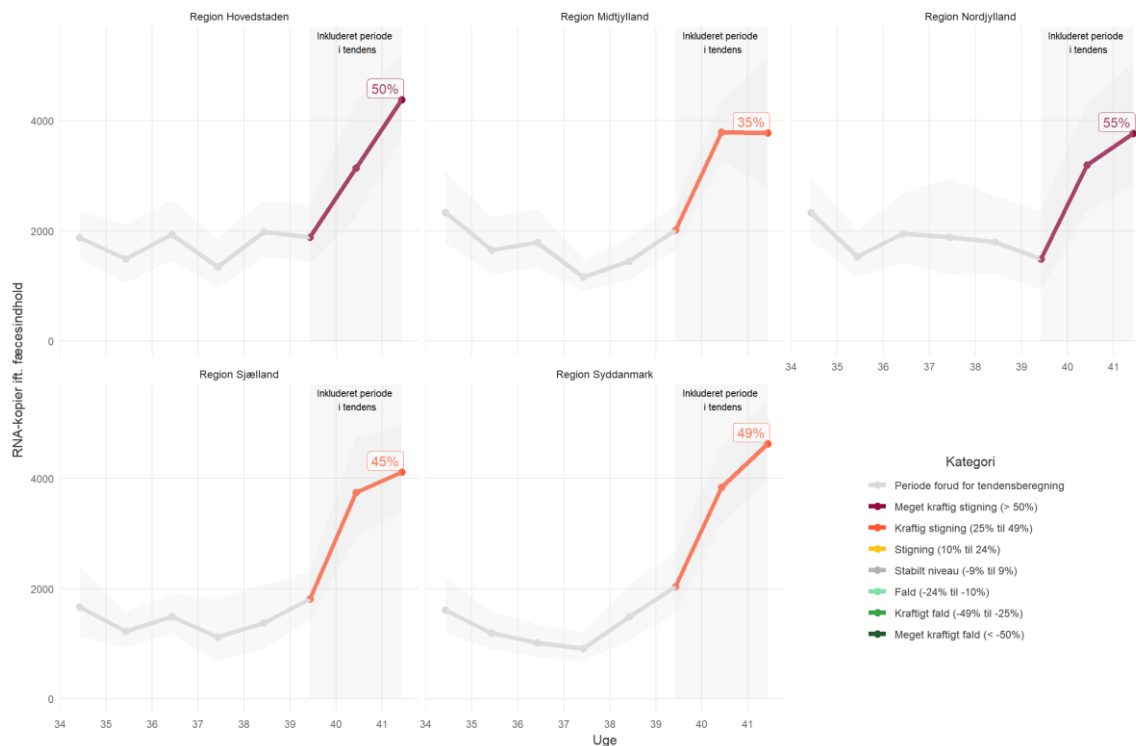 Region Hovedstaden
Region Midtjylland
Region Nordjylland
Inkluderet periode
i tendens
Inkluderet periode
i tendens
Inkluderet periode
i tendens
50%
35%
55%
4000
2000
0
34 35 36 37 38 39 40 41
Region Sjælland
Region Syddanmark
Inkluderet periode
i tendens
Inkluderet periode
i tendens
45%
49%
4000
2000
0
34 35 36 37 38 39 40 41
34 35 36 37 38 39 40 41
RNA-kopier ift. fæcesindhold
Uge
Kategori
Periode forud for tendensberegning
Meget kraftig stigning (> 50%)
Kraftig stigning (25% til 49%)
Stigning (10% til 24%)
Stabilt niveau (-9% til 9%)
Fald (-24% til -10%)
Kraftigt fald (-49% til -25%)
Meget kraftigt fald (< -50%)